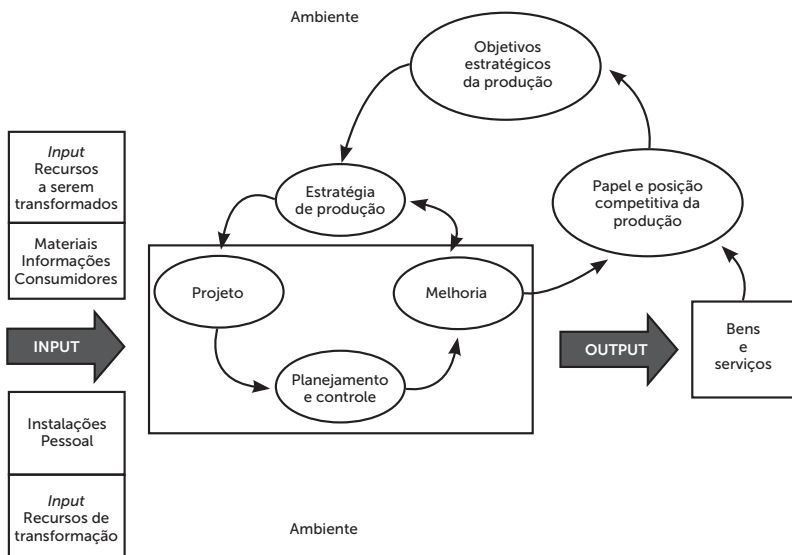 Ambiente
Objetivos
estratégicos
da produção
Input
Recursos
a serem
transformados
Materiais
Informações
Consumidores
Estratégia
de produção
Papel e posição
competitiva da
produção
Projeto
Melhoria
INPUT
Planejamento
e controle
OUTPUT
Bens
e
serviços
Instalações
Pessoal
Input
Recursos de
transformação
Ambiente